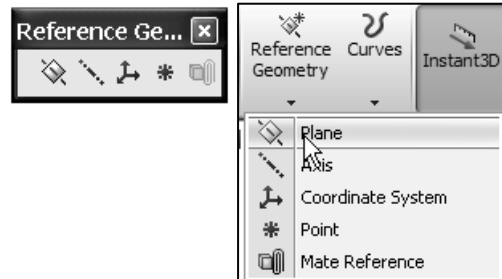 Reference Ge...
Reference Geometry
Curves
Instant3D
Plane
Axis
Coordinate System
Point
Mate Reference